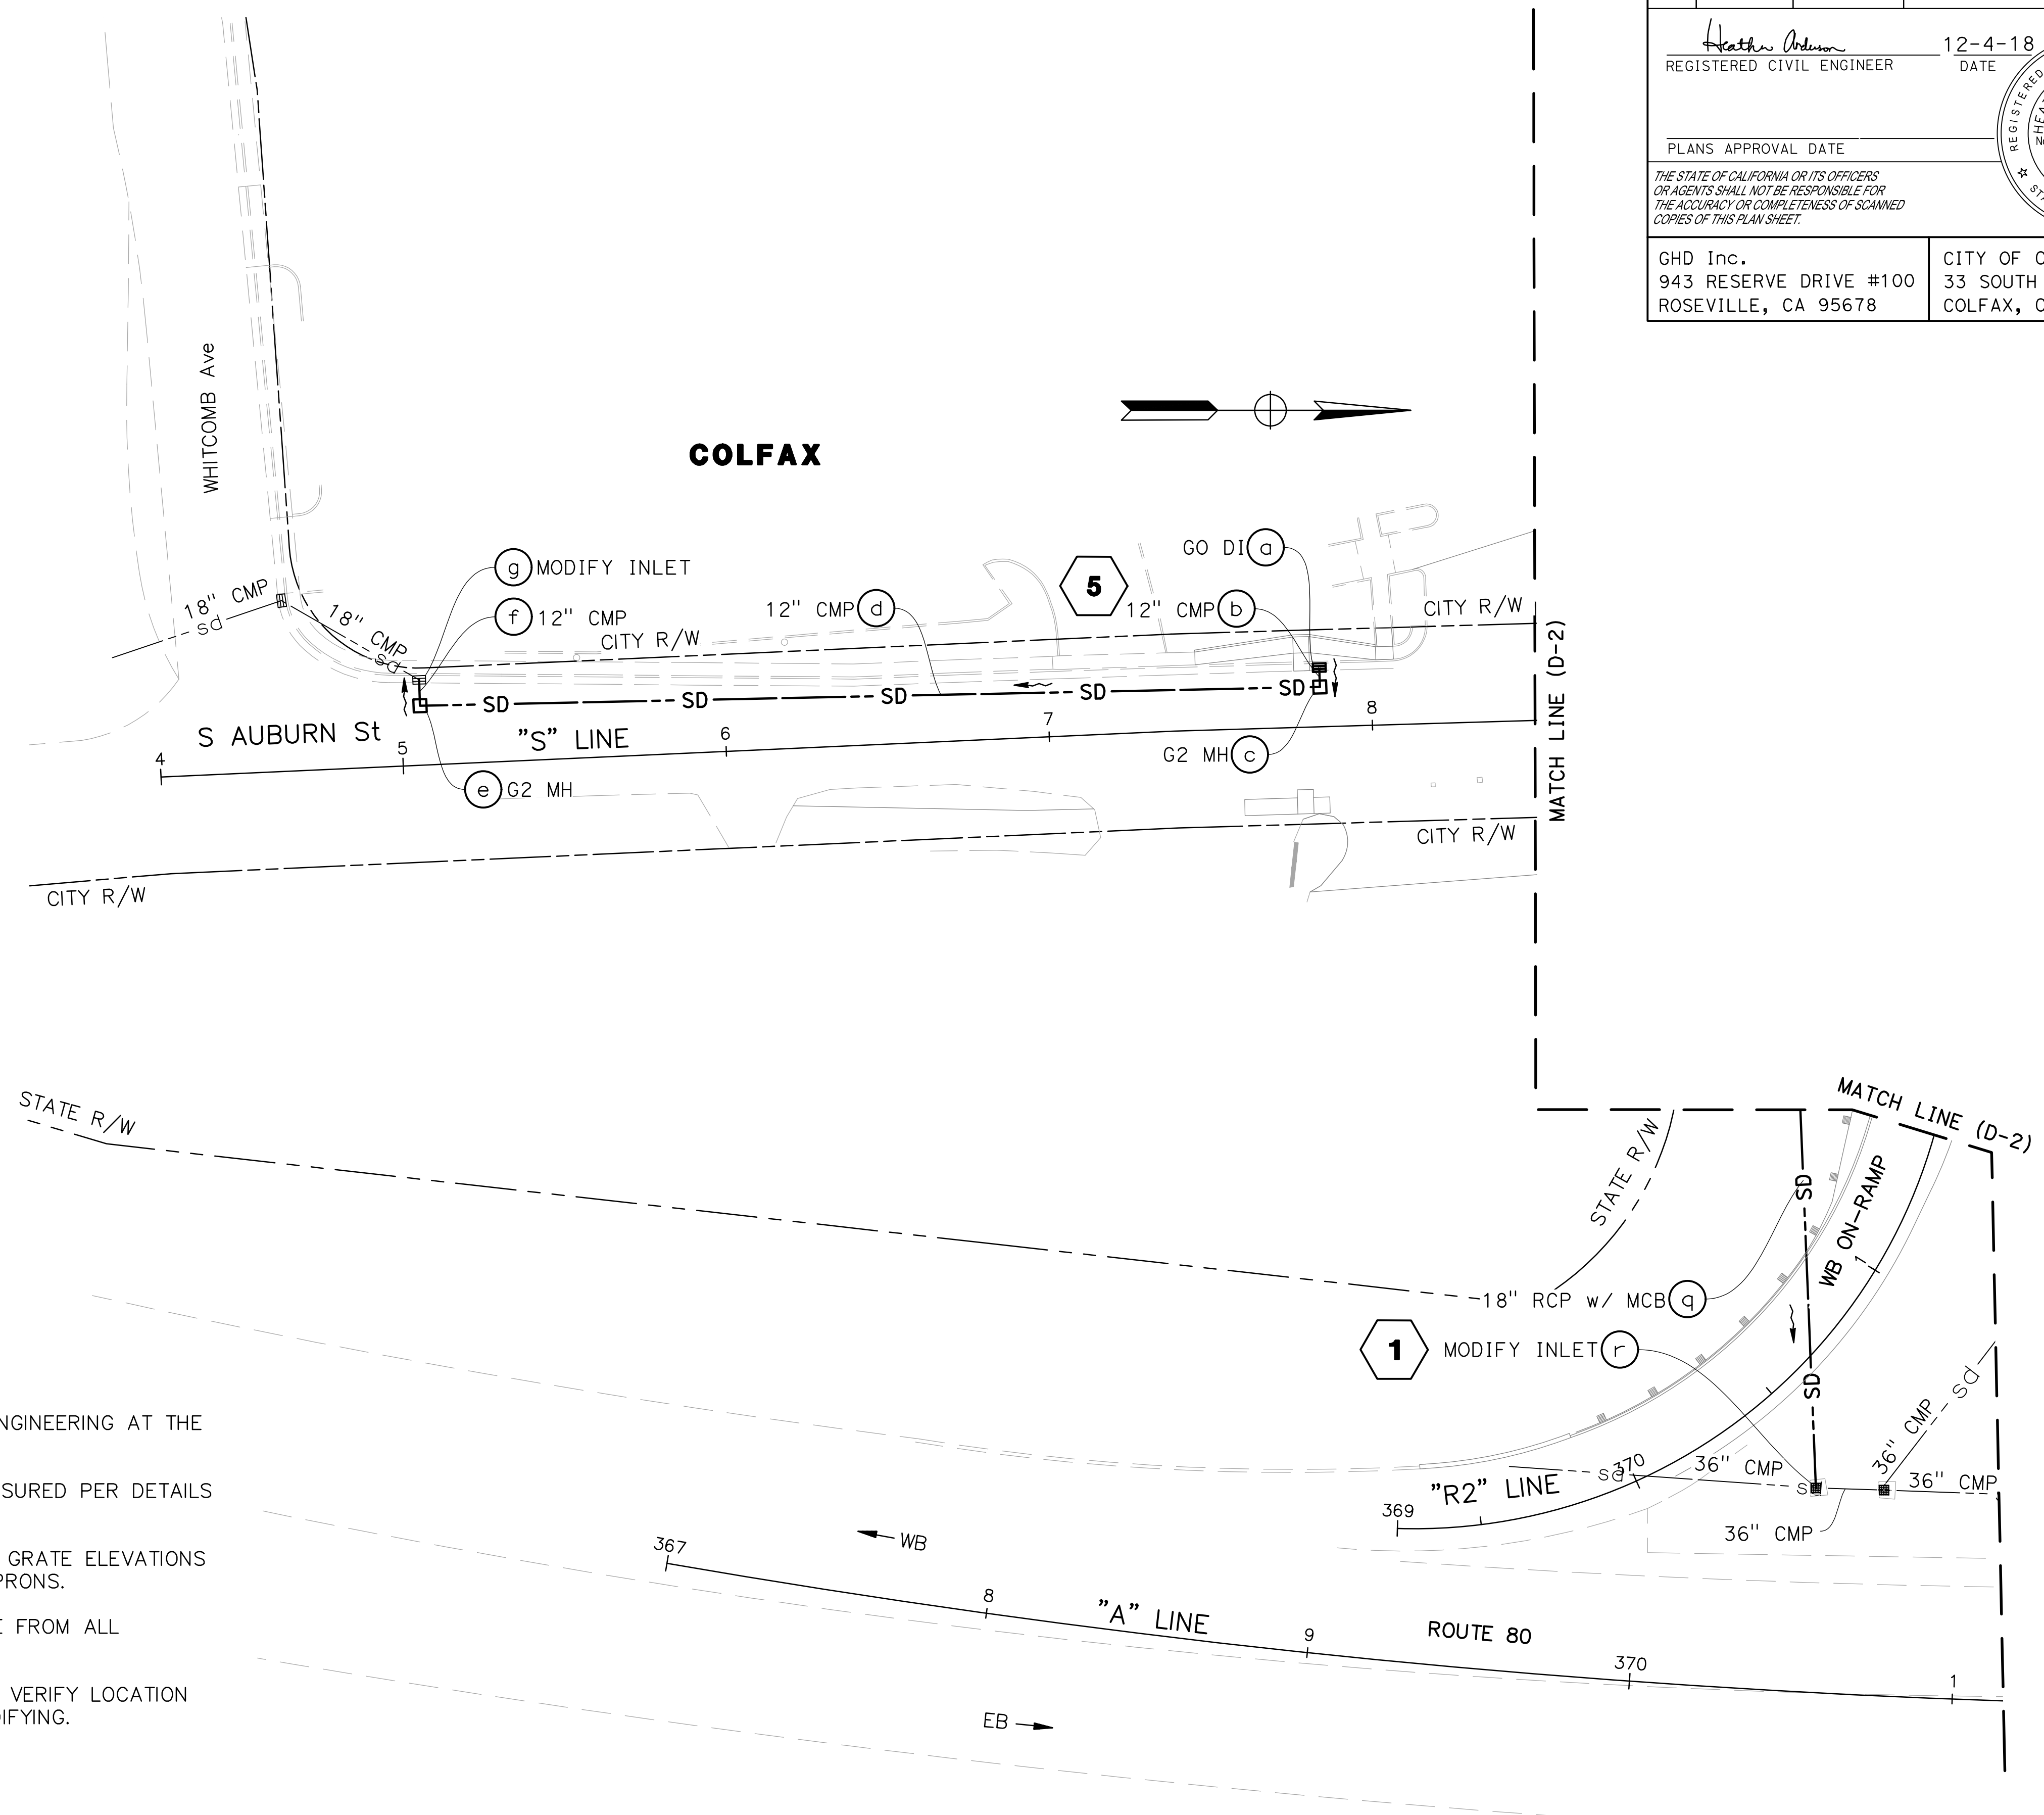 Heather Anderson
12-4-18
REGISTERED CIVIL ENGINEER
DATE
PLANS APPROVAL DATE
THE STATE OF CALIFORNIA OR ITS OFFICERS
OR AGENTS SHALL NOT BE RESPONSIBLE FOR
THE ACCURACY OR COMPLETENESS OF SCANNED
COPIES OF THIS PLAN SHEET.
REGISTERED
GHD Inc.
943 RESERVE DRIVE #100
ROSEVILLE, CA 95678
33 SOUTH
COLFAX,
CITY OF
WHITCOMB Ave
COLFAX
GO DI a
5
g MODIFY INLET
f 12" CMP
12" CMP d
12" CMP b
CITY R/W
CITY R/W
18" CMP
sd
18" CMP
sd
SD
SD
SD
SD
SD
MATCH LINE (D-2)
S AUBURN St
"S" LINE
4
5
6
7
8
G2 MH c
e G2 MH
CITY R/W
CITY R/W
STATE R/W
MATCH LINE (D-2)
STATE R/W
SD
WB ON-RAMP
1
18" RCP w/ MCB q
1
MODIFY INLET r
SD
sd
36" CMP
NGINEERING AT THE
SURED PER DETAILS
GRATE ELEVATIONS
PRONS.
E FROM ALL
VERIFY LOCATION
DIFYING.
sd
370
36" CMP
s
36" CMP
36" CMP
"R2" LINE
369
WB
367
8
"A" LINE
9
ROUTE 80
370
1
EB